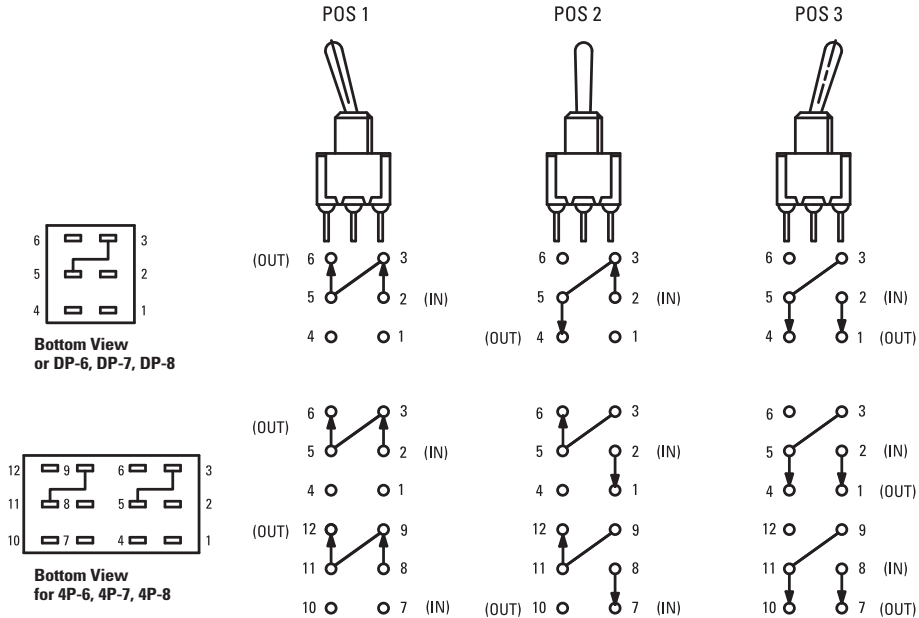 POS 1 POS 2 POS 3
6 3
5 2
4 1
Bottom View
or DP-6, DP-7, DP-8
(OUT) 6 3
5 2 (IN)
4 1
6 3
5 2 (IN)
(OUT) 4 1
6 3
5 2 (IN)
4 1 (OUT)
12 9 6 3
11 8 5 2
10 7 4 1
Bottom View
for 4P-6, 4P-7, 4P-8
(OUT) 6 3
5 2 (IN)
4 1
(OUT) 12 9
11 8
10 7 (IN)
6 3
5 2 (IN)
4 1
12 9
11 8
(OUT) 10 7 (IN)
6 3
5 2 (IN)
4 1 (OUT)
12 9
11 8 (IN)
10 7 (OUT)